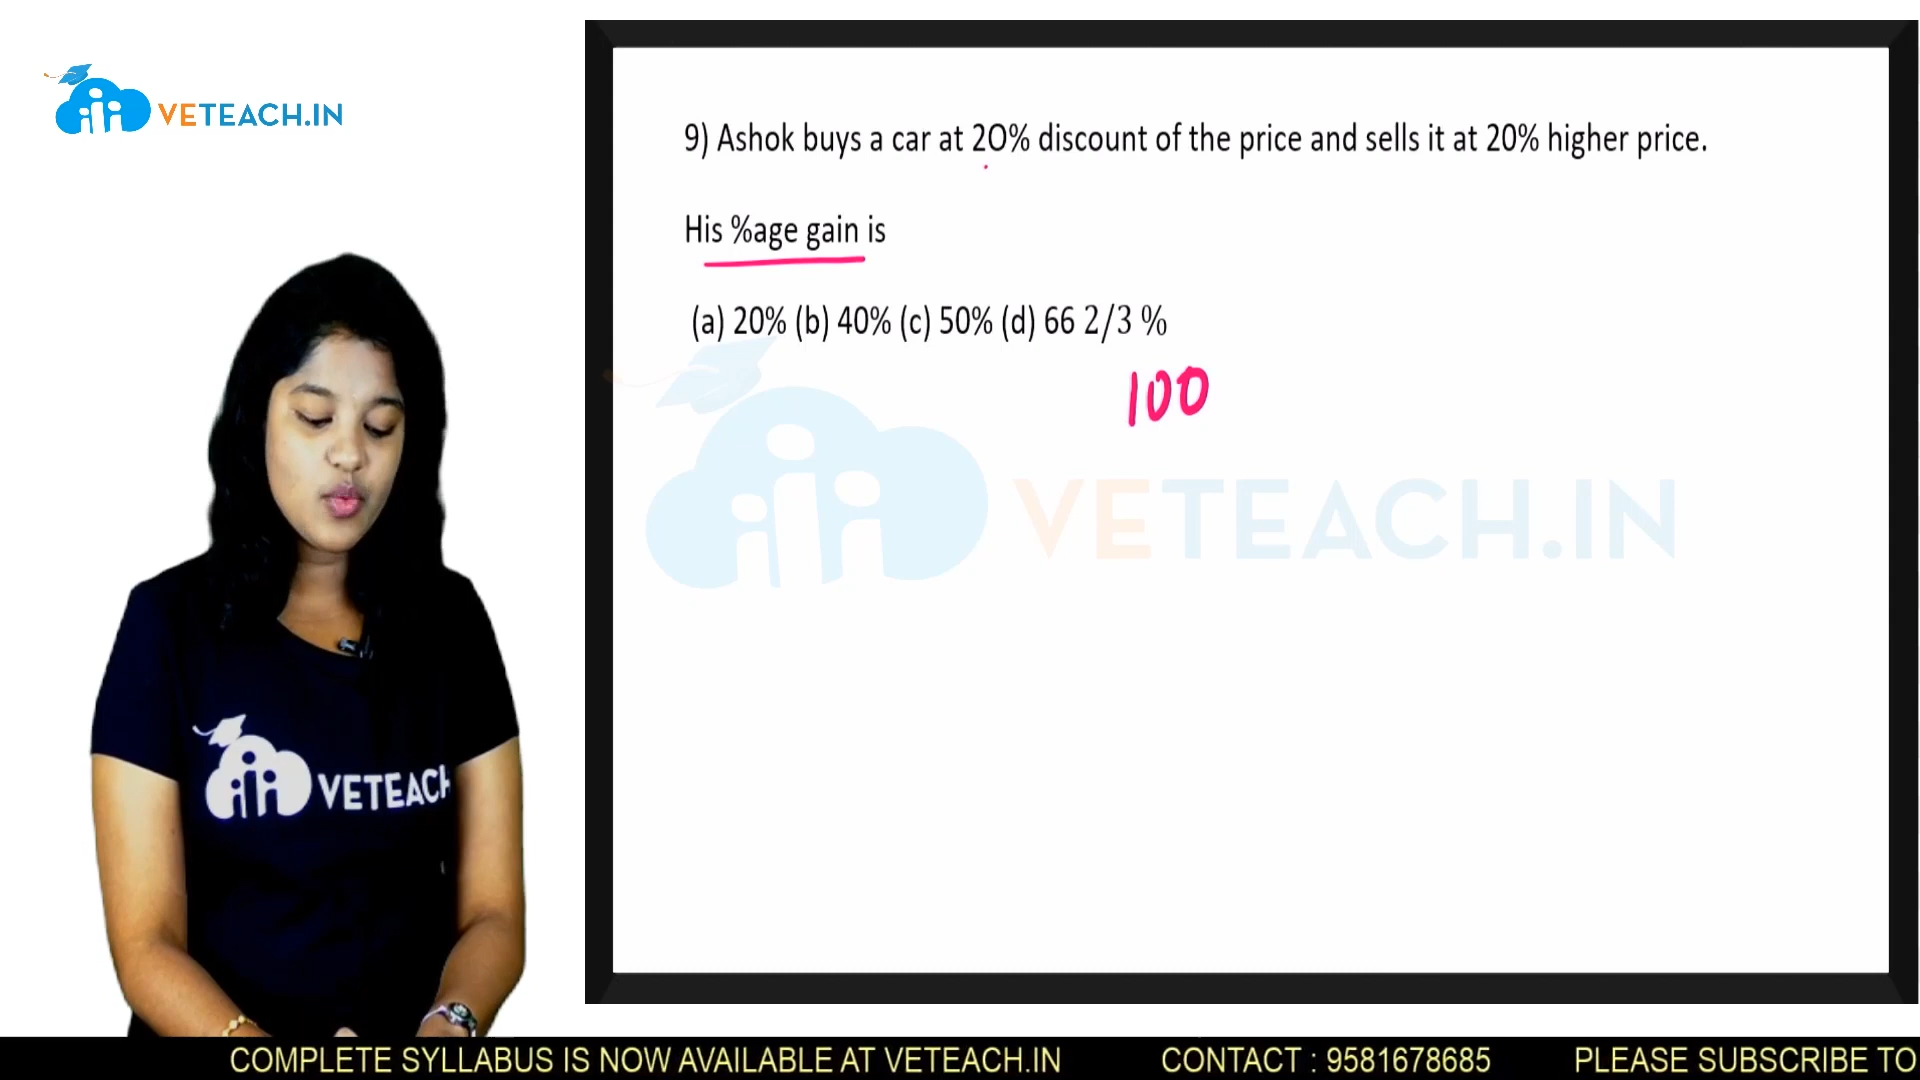 VETEACH.IN
9) Ashok buys a car at 2O% discount of the price and sells it at 20% higher price.
His %age gain is
(a) 20% (b) 40% (c) 50% (d) 66 2/3 %
100
VETEACH.IN
VETEACH
COMPLETE SYLLABUS IS NOW AVAILABLE AT VETEACH.IN CONTACT : 9581678685 PLEASE SUBSCRIBE TO